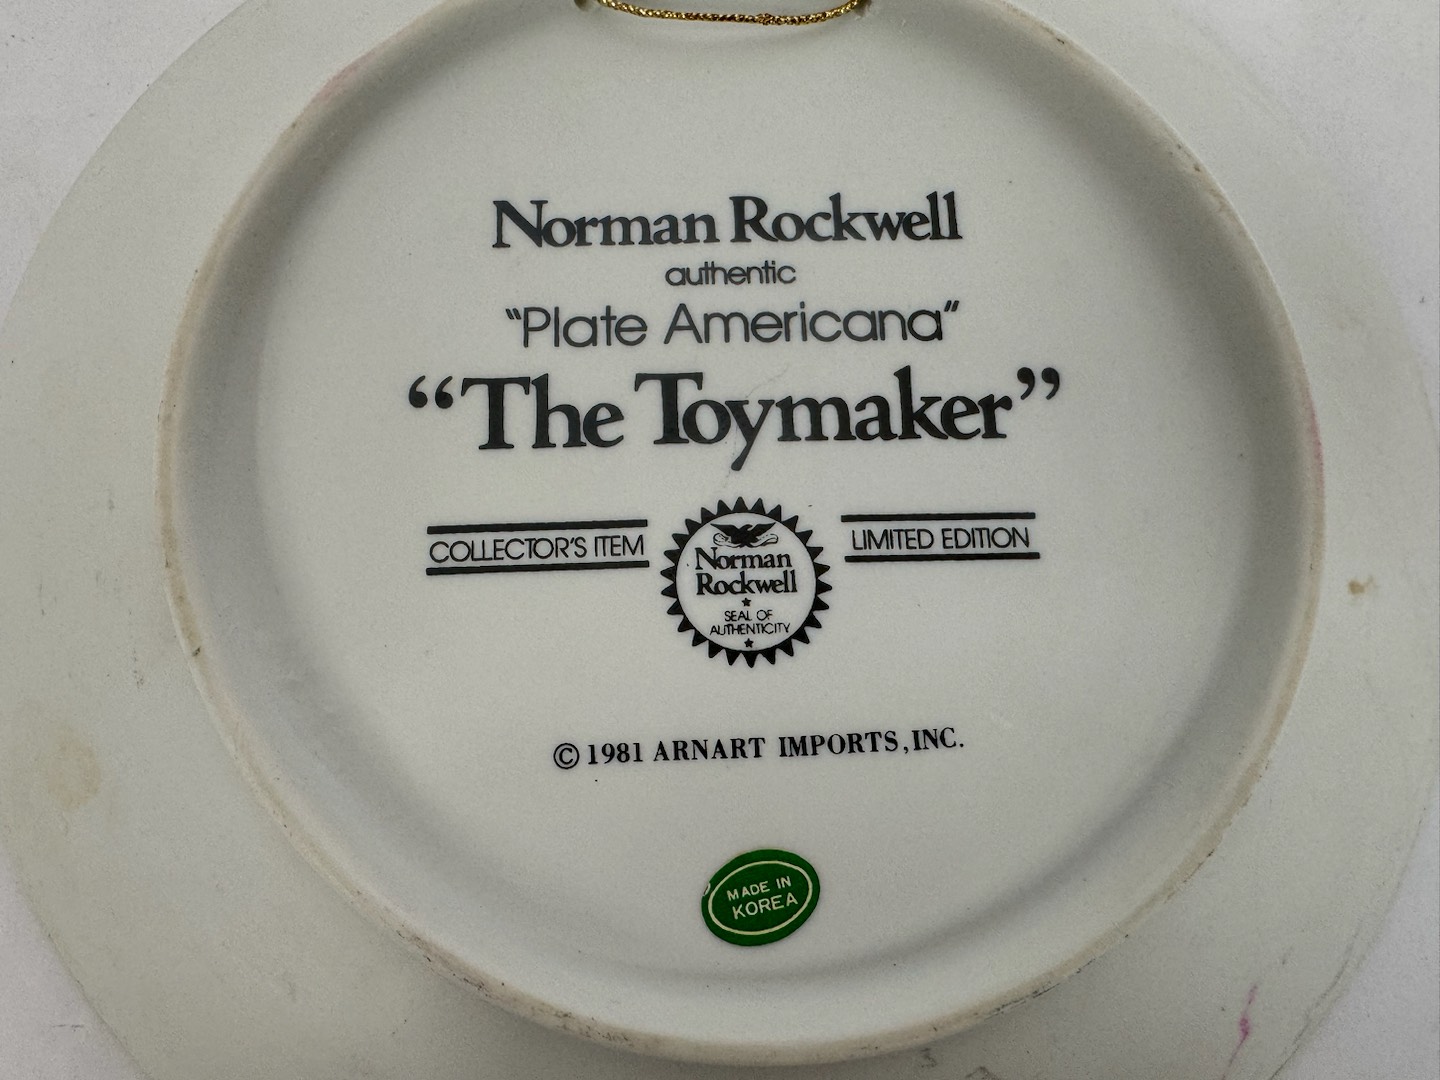 Norman Rockwell
authentic
"Plate Americana"
“The Toymaker”
COLLECTOR'S ITEM
Norman
Rockwell
SEAL OF
AUTHENTICITY
LIMITED EDITION
© 1981 ARNART IMPORTS, INC.
MADE IN
KOREA